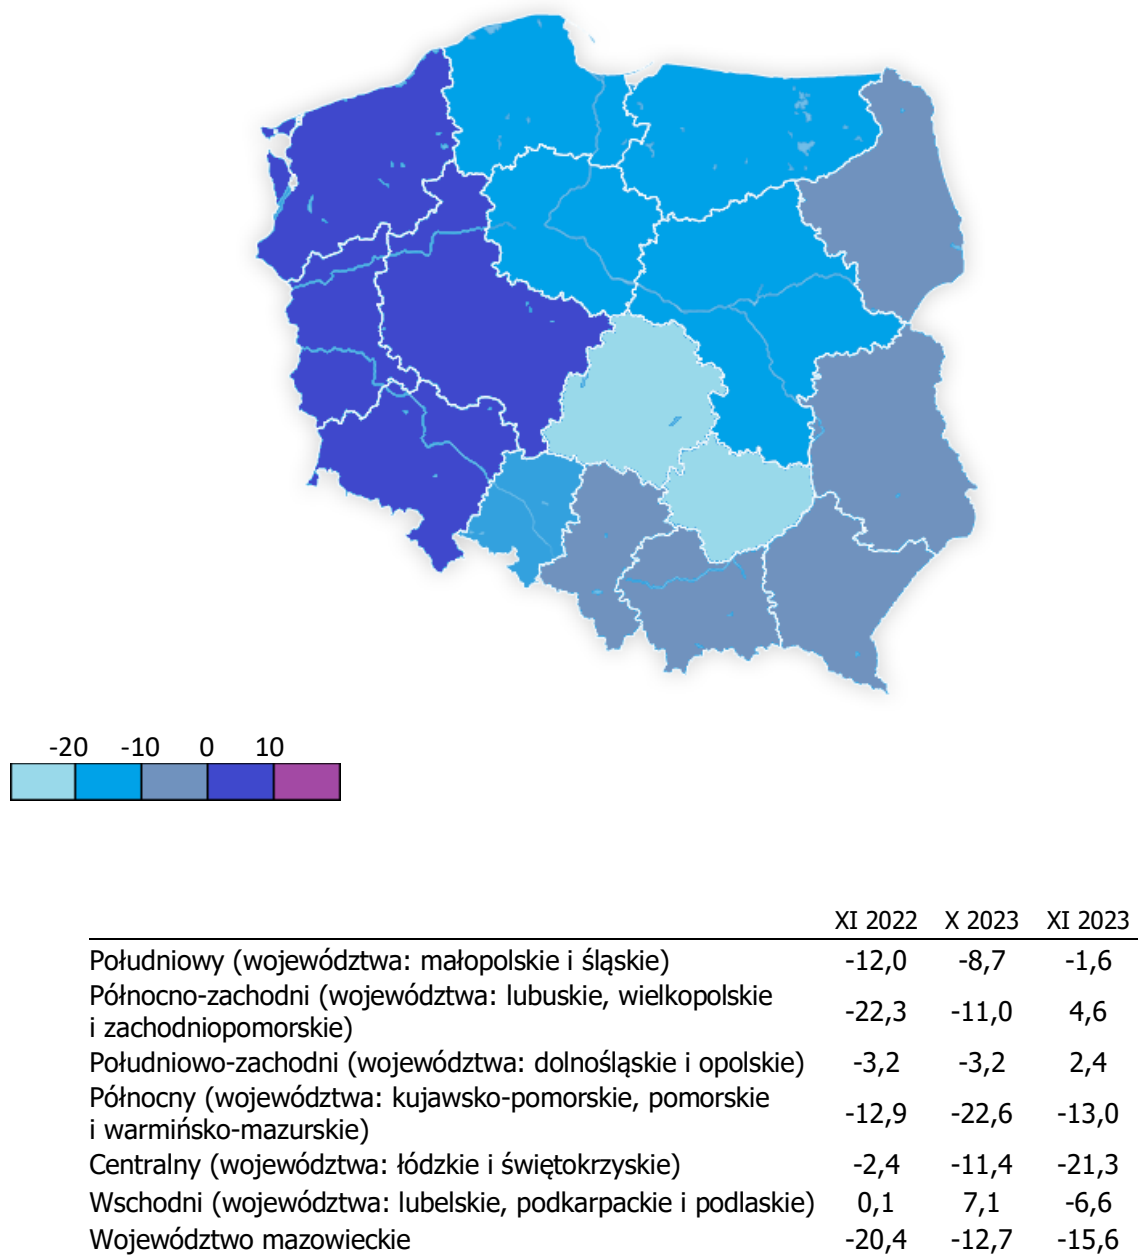 -20 -10 0 10
XI 2022 X 2023 XI 2023
Południowy (województwa: małopolskie i śląskie) -12,0 -8,7 -1,6
Północno-zachodni (województwa: lubuskie, wielkopolskie
i zachodniopomorskie) -22,3 -11,0 4,6
Południowo-zachodni (województwa: dolnośląskie i opolskie) -3,2 -3,2 2,4
Północny (województwa: kujawsko-pomorskie, pomorskie
i warmińsko-mazurskie) -12,9 -22,6 -13,0
Centralny (województwa: łódzkie i świętokrzyskie) -2,4 -11,4 -21,3
Wschodni (województwa: lubelskie, podkarpackie i podlaskie) 0,1 7,1 -6,6
Województwo mazowieckie -20,4 -12,7 -15,6